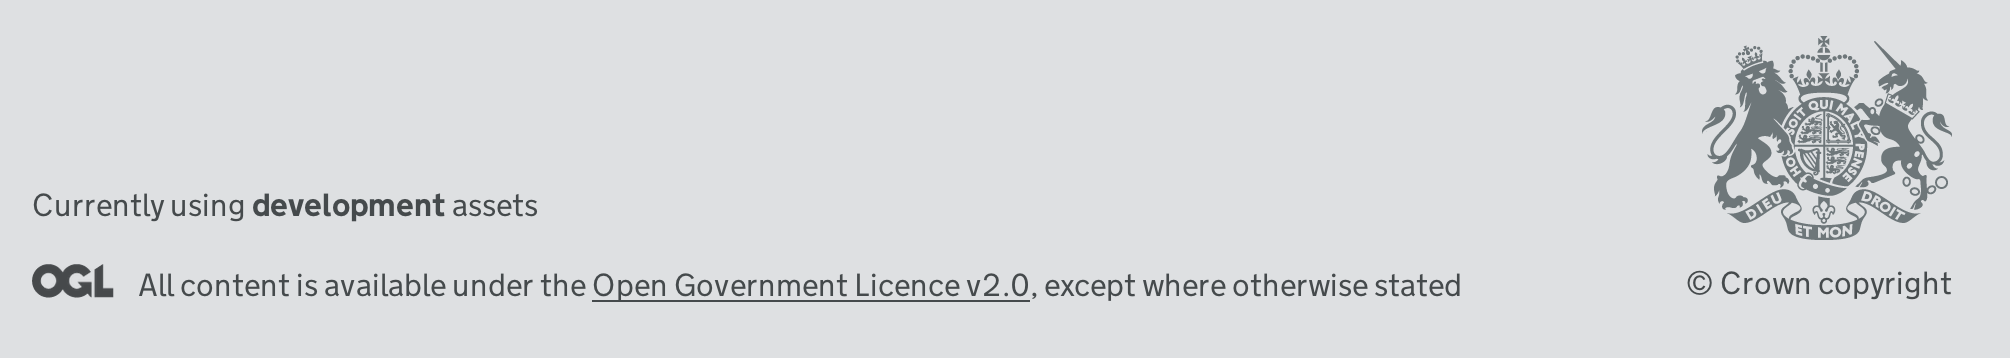 HONI SOIT QUI MAL Y PENSE
DIEU ET MON DROIT
Currently using development assets
OGL All content is available under the Open Government Licence v2.0, except where otherwise stated
© Crown copyright